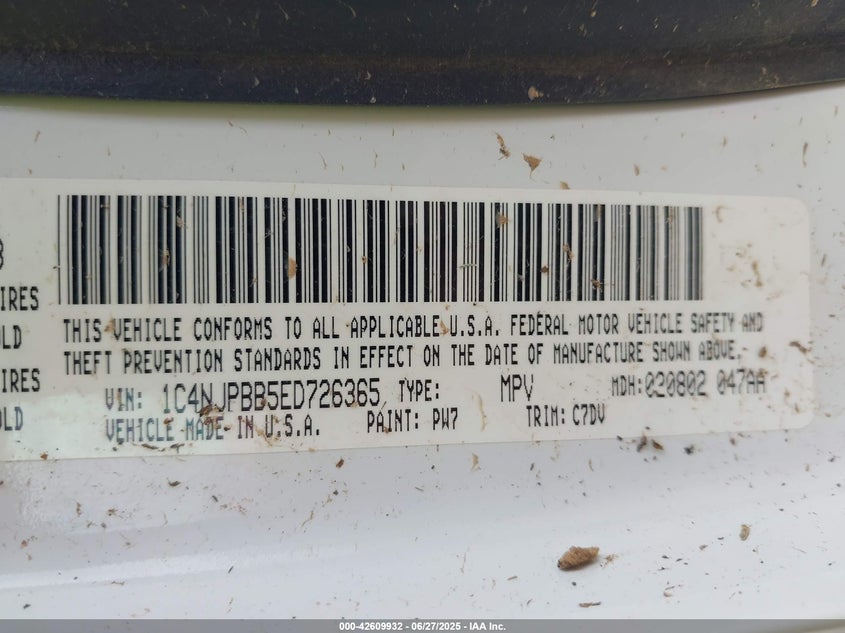 IRES
OLD
IRES
OLD
THIS VEHICLE CONFORMS TO ALL APPLICABLE U.S.A. FEDERAL MOTOR VEHICLE SAFETY AND
THEFT PREVENTION STANDARDS IN EFFECT ON THE DATE OF MANUFACTURE SHOWN ABOVE.
VIN: 1C4NJPBB5ED726365 TYPE: MPV MDH:020802 047AA
VEHICLE MADE IN U.S.A. PAINT: PW7 TRIM: C7DV
000-42609932 - 06/27/2025 - IAA Inc.